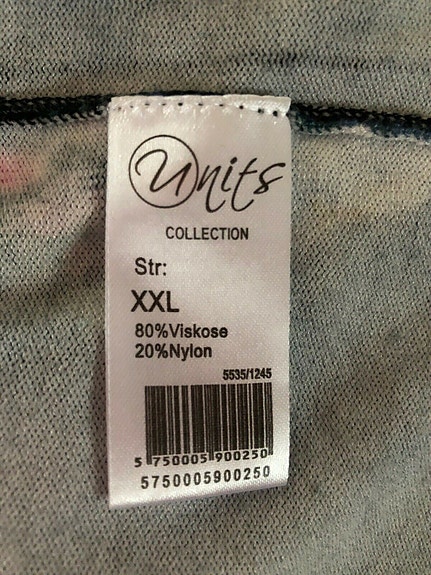 Units
COLLECTION
Str:
XXL
80%Viskose
20%Nylon
5535/1245
5 750005 900250
5750005900250